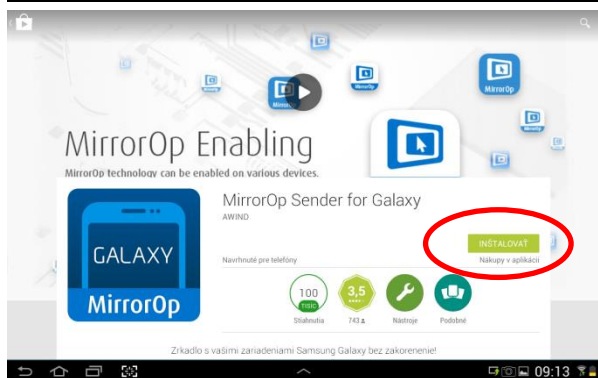 MirrorOp
MirrorOp
MirrorOp Enabling
MirrorOp technology can be enabled on various devices.
MirrorOp Sender for Galaxy
AWIND
INŠTALOVAŤ
Navrhnuté pre telefóny
Nákupy v aplikácii
GALAXY
MirrorOp
100
TISÍC
3,5
Stiahnutia
743
Nástroje
Podobné
Zrkadlo s vašimi zariadeniami Samsung Galaxy bez zakorenenie!
09:13